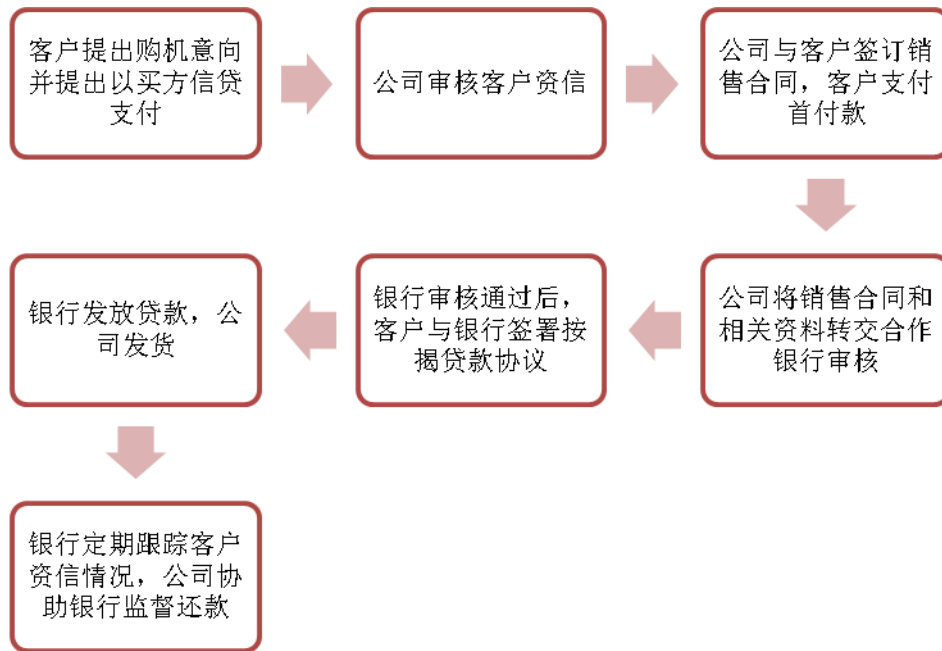 客户提出购机意向
并提出以买方信贷
支付
公司审核客户资信
公司与客户签订销
售合同，客户支付
首付款
公司将销售合同和
相关资料转交合作
银行审核
银行审核通过后，
客户与银行签署按
揭贷款协议
银行发放贷款，公
司发货
银行定期跟踪客户
资信情况，公司协
助银行监督还款